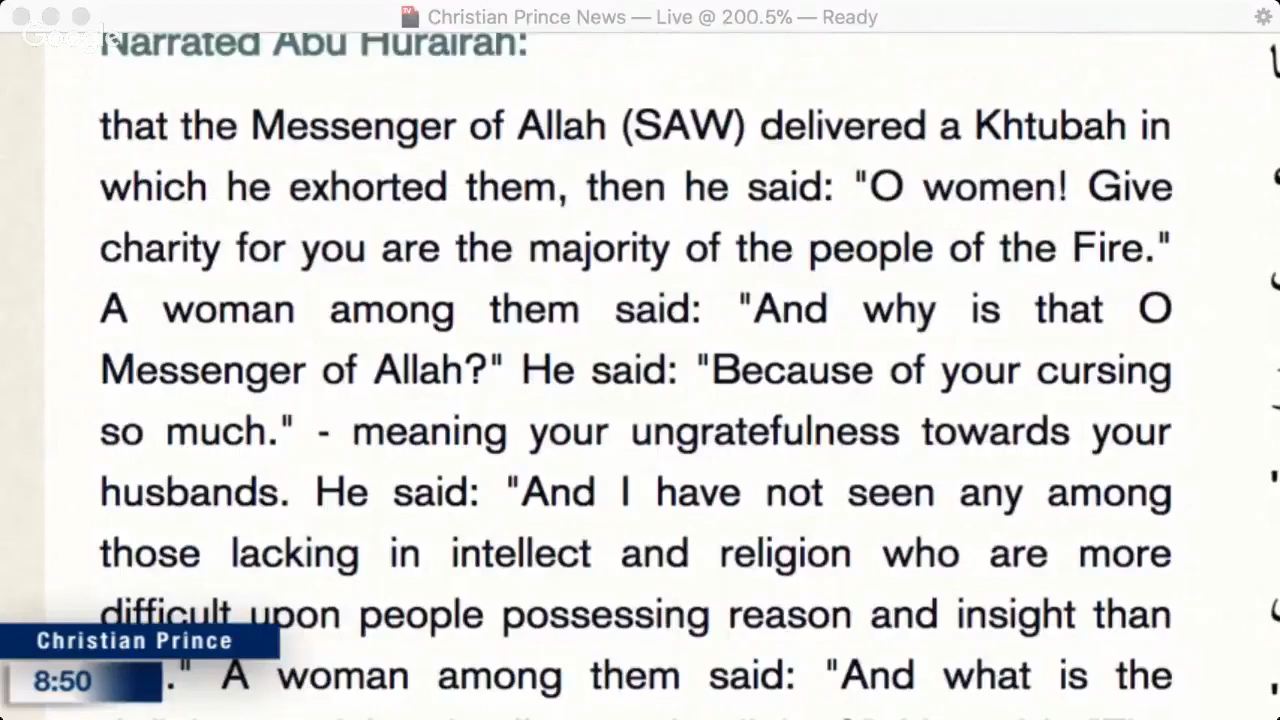 Christian Prince News — Live @ 200.5% — Ready
Google
Narrated Abu Hurairah:
that the Messenger of Allah (SAW) delivered a Khtubah in
which he exhorted them, then he said: "O women! Give
charity for you are the majority of the people of the Fire."
A woman among them said: "And why is that O
Messenger of Allah?" He said: "Because of your cursing
so much." - meaning your ungratefulness towards your
husbands. He said: "And I have not seen any among
those lacking in intellect and religion who are more
difficult upon people possessing reason and insight than
." A woman among them said: "And what is the
Christian Prince
8:50